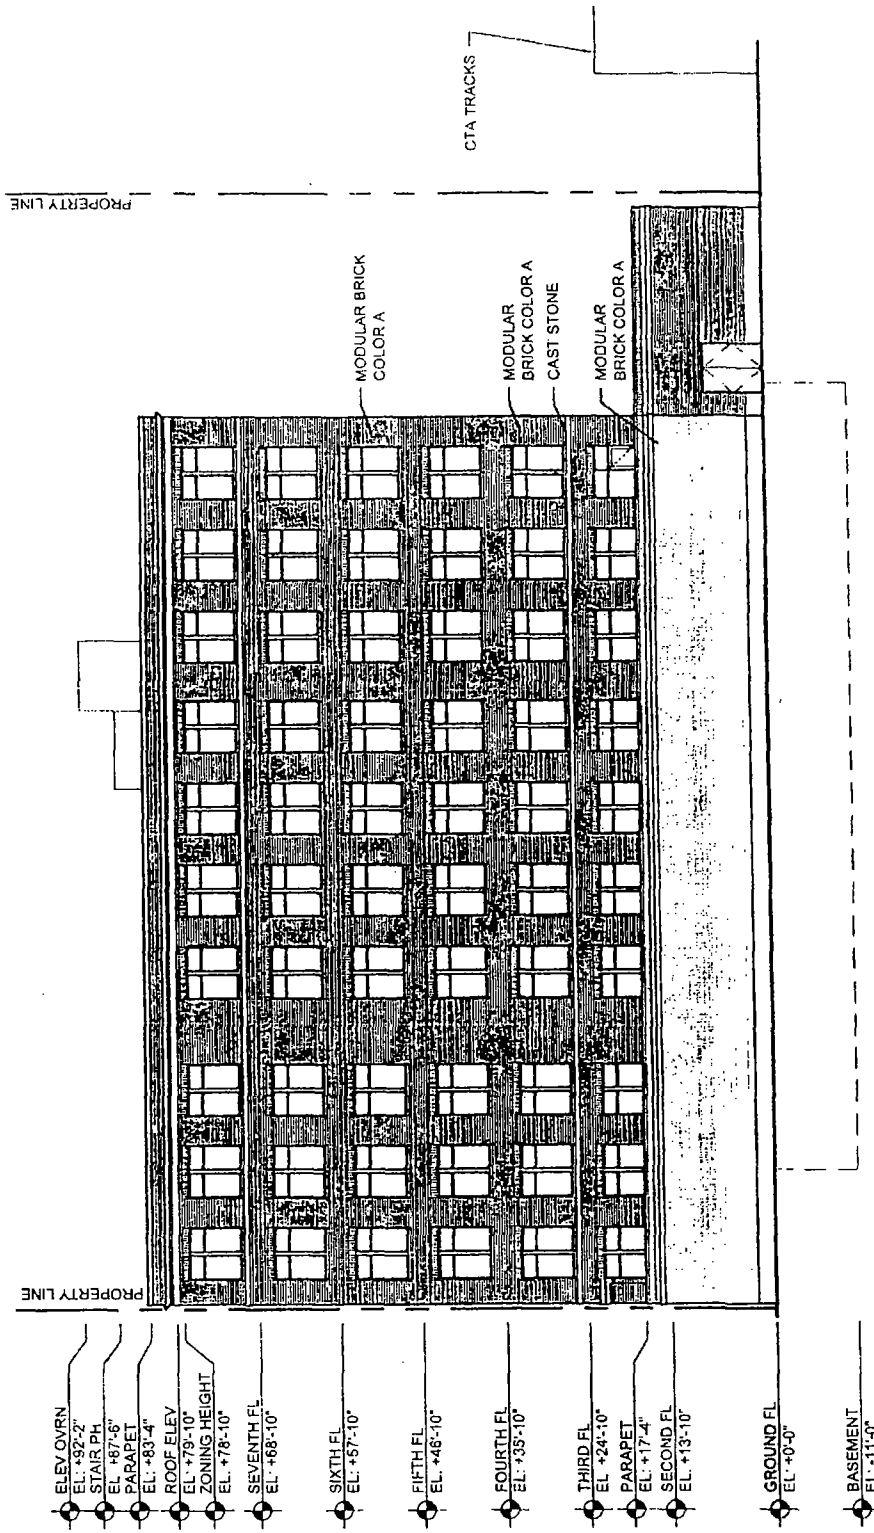 CTA TRACKS
PROPERTY LINE
MODULAR BRICK
COLOR A
MODULAR
BRICK COLOR A
CAST STONE
MODULAR
BRICK COLOR A
PROPERTY LINE
ELEV OVRN
EL: +92'-2"
STAIR PH
EL +87'-6"
PARAPET
EL: +83'-4"
ROOF ELEV
EL: +79'-10"
ZONING HEIGHT
EL: +78'-10"
SEVENTH FL
EL: +68'-10"
SIXTH FL
EL: +57'-10"
FIFTH FL
EL: +46'-10"
FOURTH FL
EL: +35'-10"
THIRD FL
EL +24'-10"
PARAPET
EL: +17'-4"
SECOND FL
EL: +13'-10"
GROUND FL
EL +0'-0"
BASEMENT
EL: -11'-0"